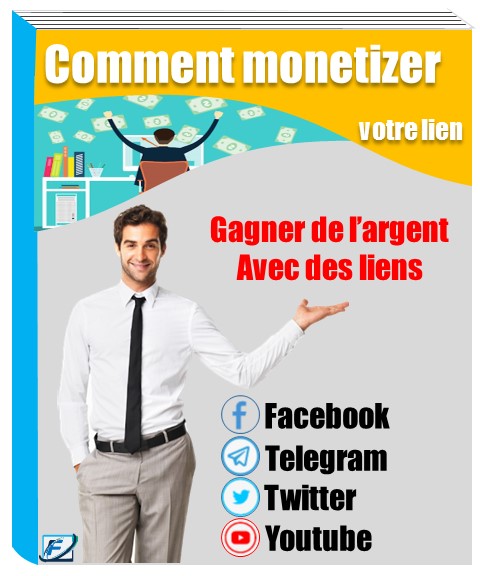 Comment monetizer
votre lien
Gagner de l'argent
Avec des liens
Facebook
Telegram
Twitter
Youtube